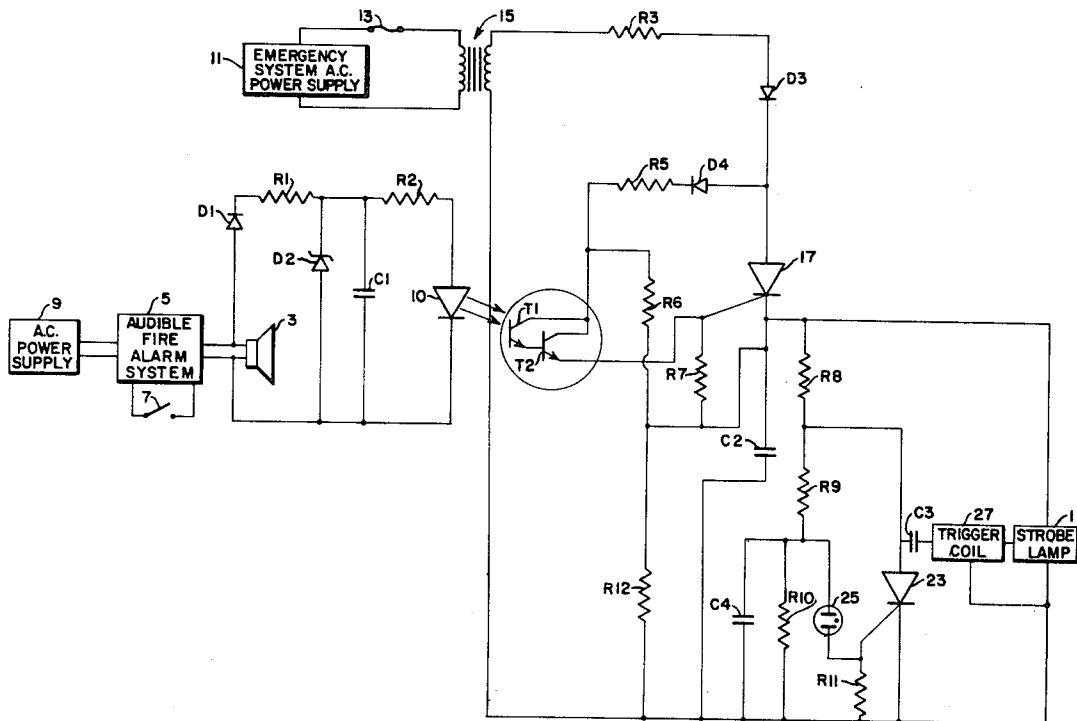 13
15
R3
11
EMERGENCY
SYSTEM A.C.
POWER SUPPLY
D3
R5
D4
R1
R2
D1
D2
C1
10
17
T1
T2
R6
R7
R8
9
A.C.
POWER
SUPPLY
5
AUDIBLE
FIRE
ALARM
SYSTEM
3
7
C2
R9
C3
27
TRIGGER
COIL
1
STROBE
LAMP
R12
C4
R10
25
23
R11